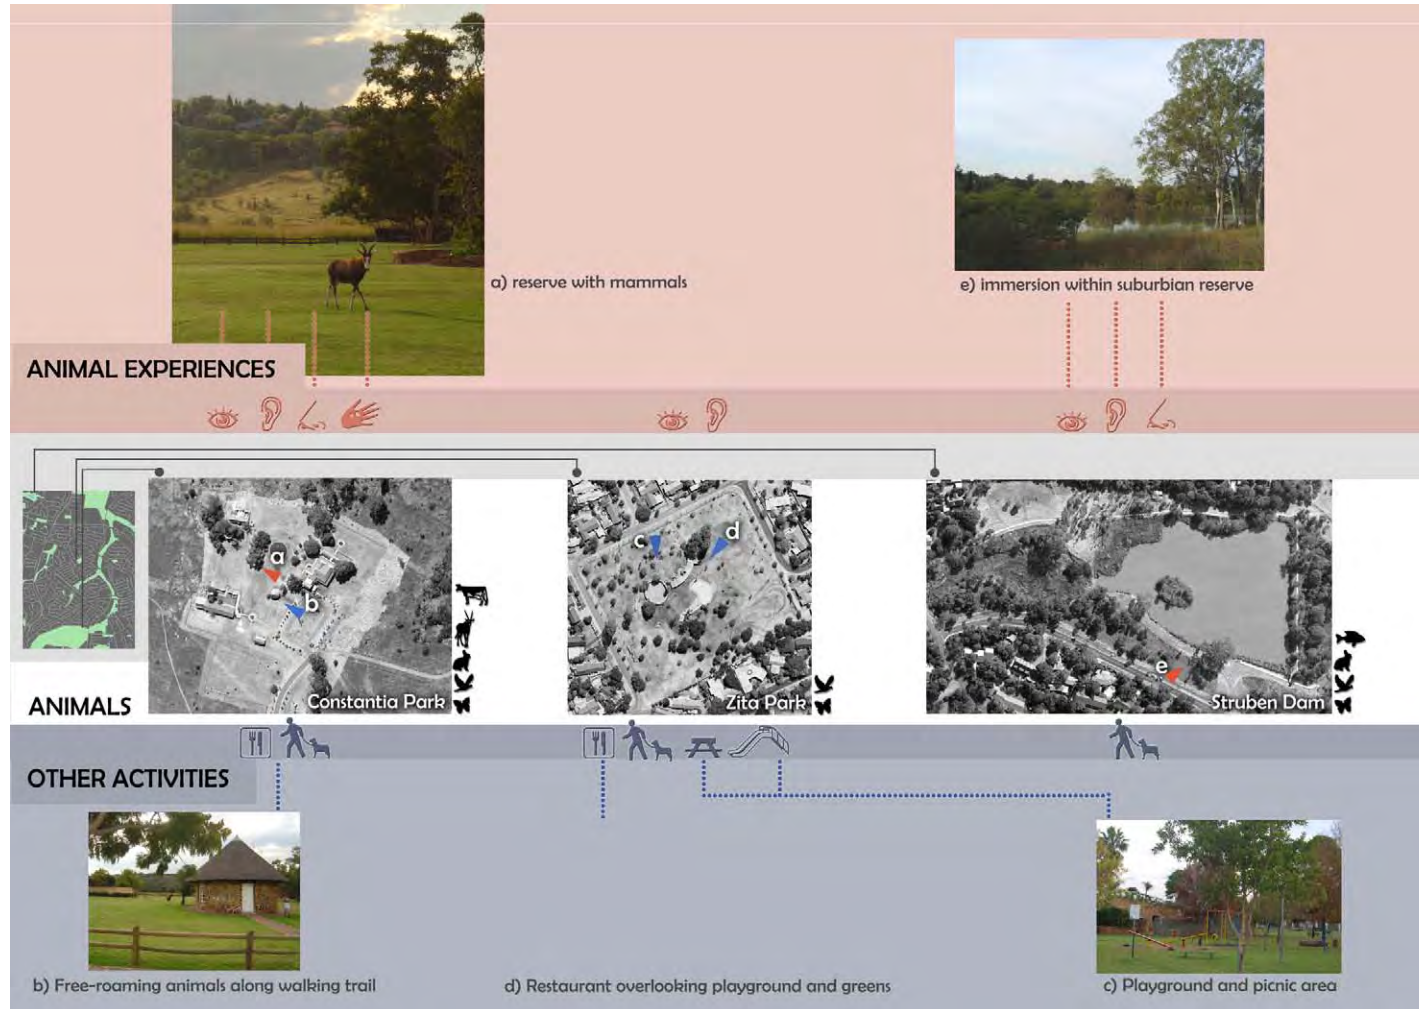 a) reserve with mammals
e) immersion within suburbian reserve
ANIMAL EXPERIENCES
a
b
Constantia Park
c
d
Zita Park
e
Struben Dam
ANIMALS
OTHER ACTIVITIES
b) Free-roaming animals along walking trail
d) Restaurant overlooking playground and greens
c) Playground and picnic area